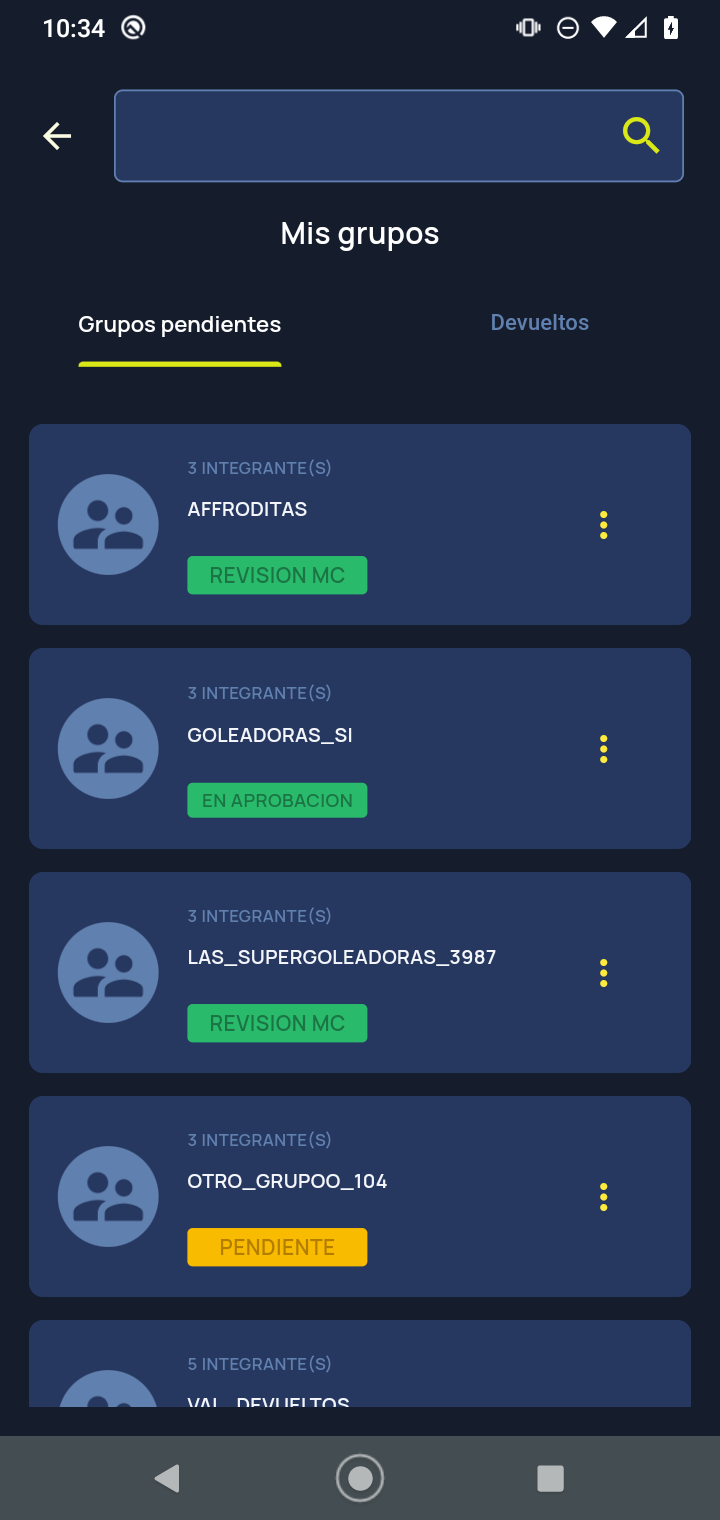 10:34
Mis grupos
Grupos pendientes
Devueltos
3 INTEGRANTE(S)
AFFRODITAS
REVISION MC
3 INTEGRANTE(S)
GOLEADORAS_SI
EN APROBACION
3 INTEGRANTE(S)
LAS_SUPERGOLEADORAS_3987
REVISION MC
3 INTEGRANTE(S)
OTRO_GRUPOO_104
PENDIENTE
5 INTEGRANTE(S)
VAL_DEVUELTOS